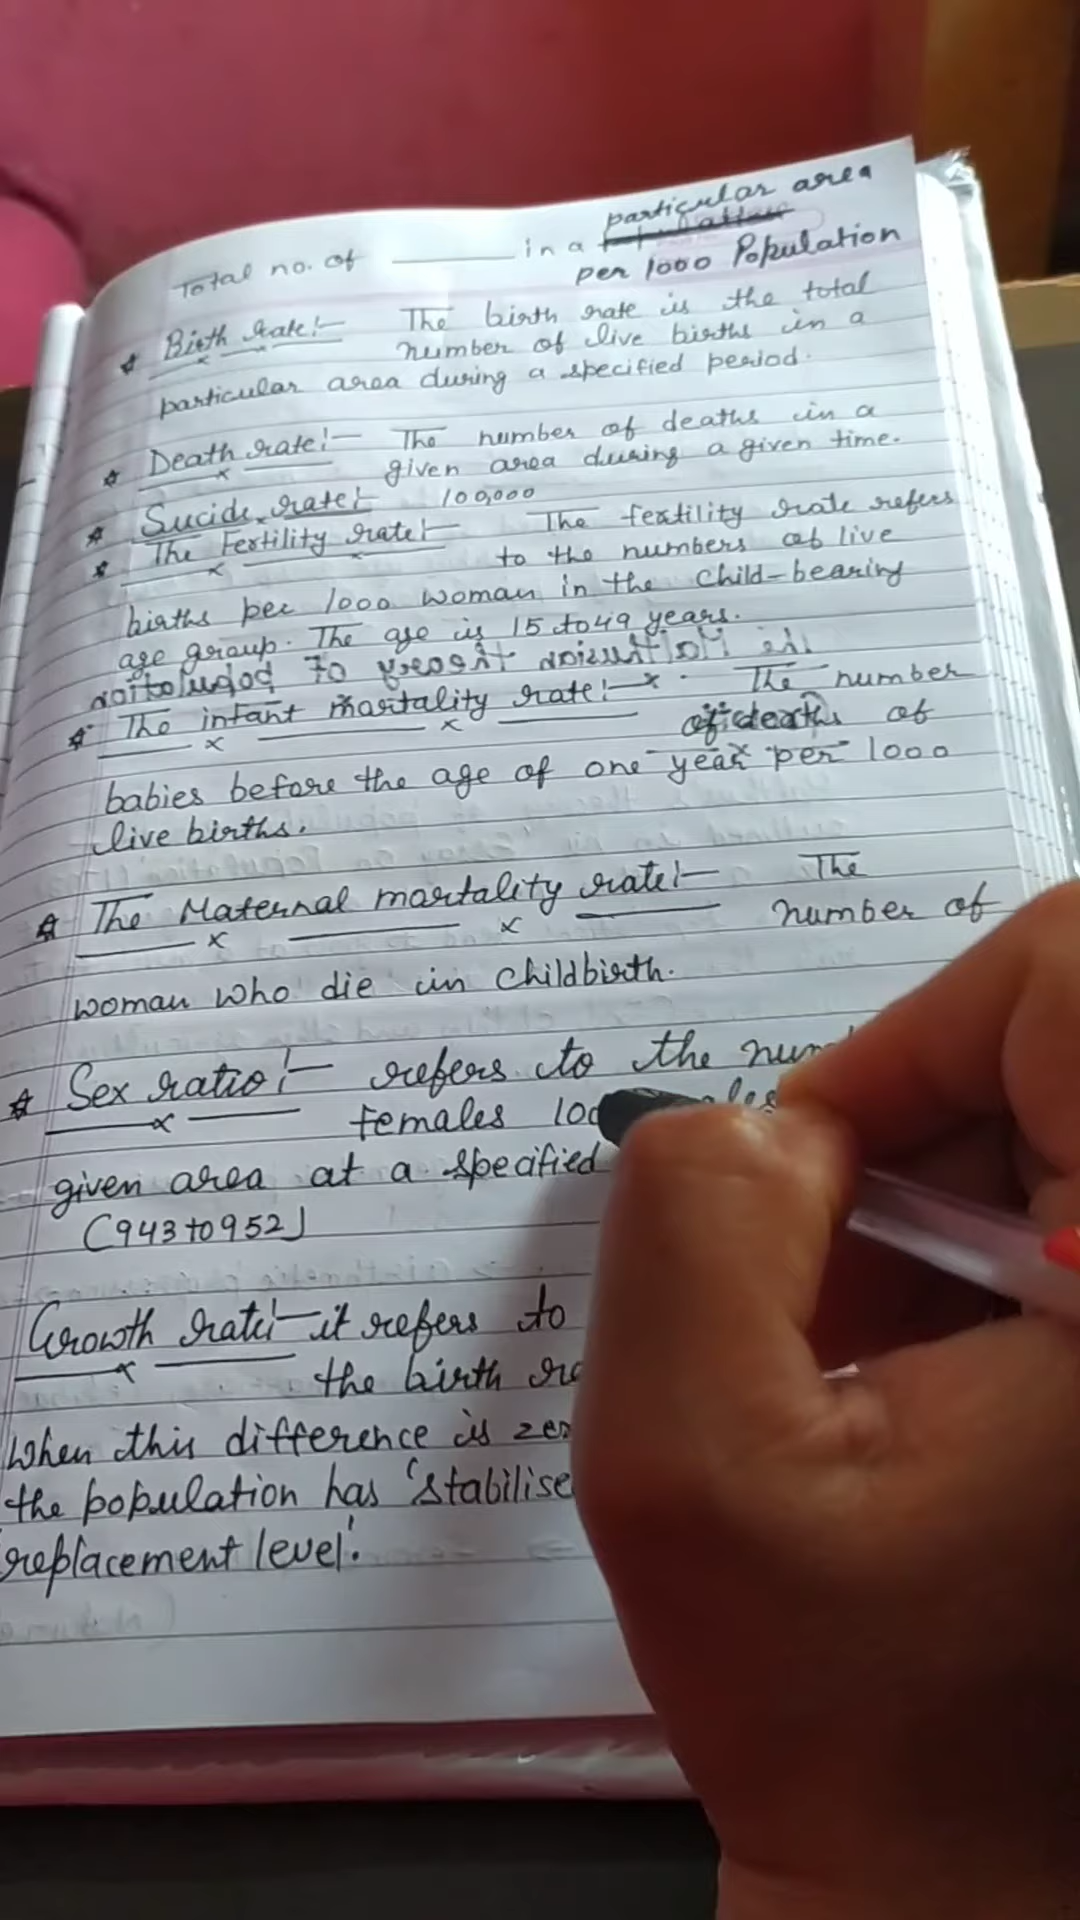 particular area
Total no. of ______ in a
per 1000 Population
Birth rate:- The birth rate is the total
number of live births in a
particular area during a specified period.
Death rate:- The number of deaths in a
given area during a given time.
Sucide rate:- 100,000
The Fertility rate:- The fertility rate refers
to the numbers of live
births per 1000 woman in the child-bearing
age group. The age is 15 to 49 years.
The infant mortality rate:- The number
of deaths of
babies before the age of one year per 1000
live births.
The Maternal mortality rate:- The
number of
woman who die in childbirth.
Sex ratio:- refers to the
females
given area at a specified
(943 to 952)
Growth rate:- it refers to
the birth
When this difference is
the population has 'stabilise
replacement level'.